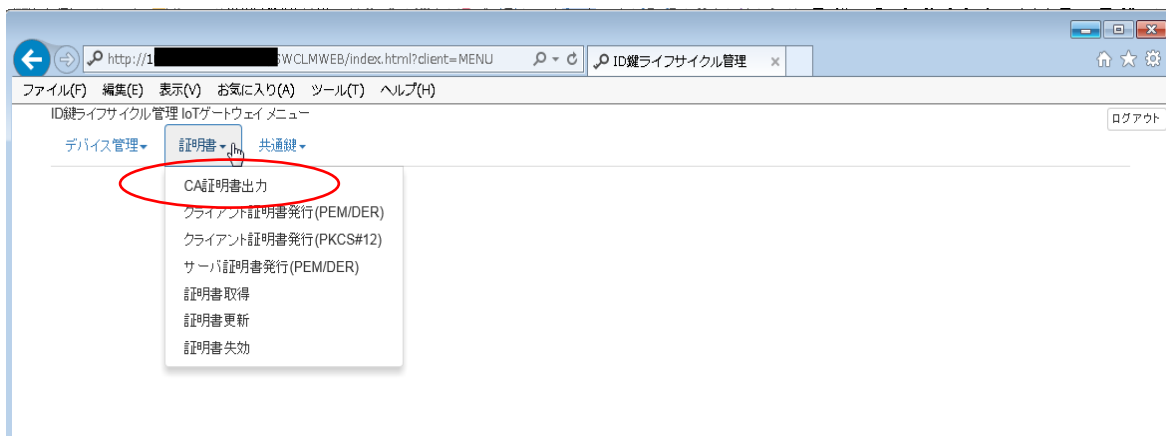 http://1 SWCLMWEB/index.html?client=MENU
ID鍵ライフサイクル管理 ×
ファイル(F) 編集(E) 表示(V) お気に入り(A) ツール(T) ヘルプ(H)
ID鍵ライフサイクル管理 IoTゲートウェイ メニュー
ログアウト
デバイス管理 証明書 共通鍵
CA証明書出力
クライアント証明書発行(PEM/DER)
クライアント証明書発行(PKCS#12)
サーバ証明書発行(PEM/DER)
証明書取得
証明書更新
証明書失効